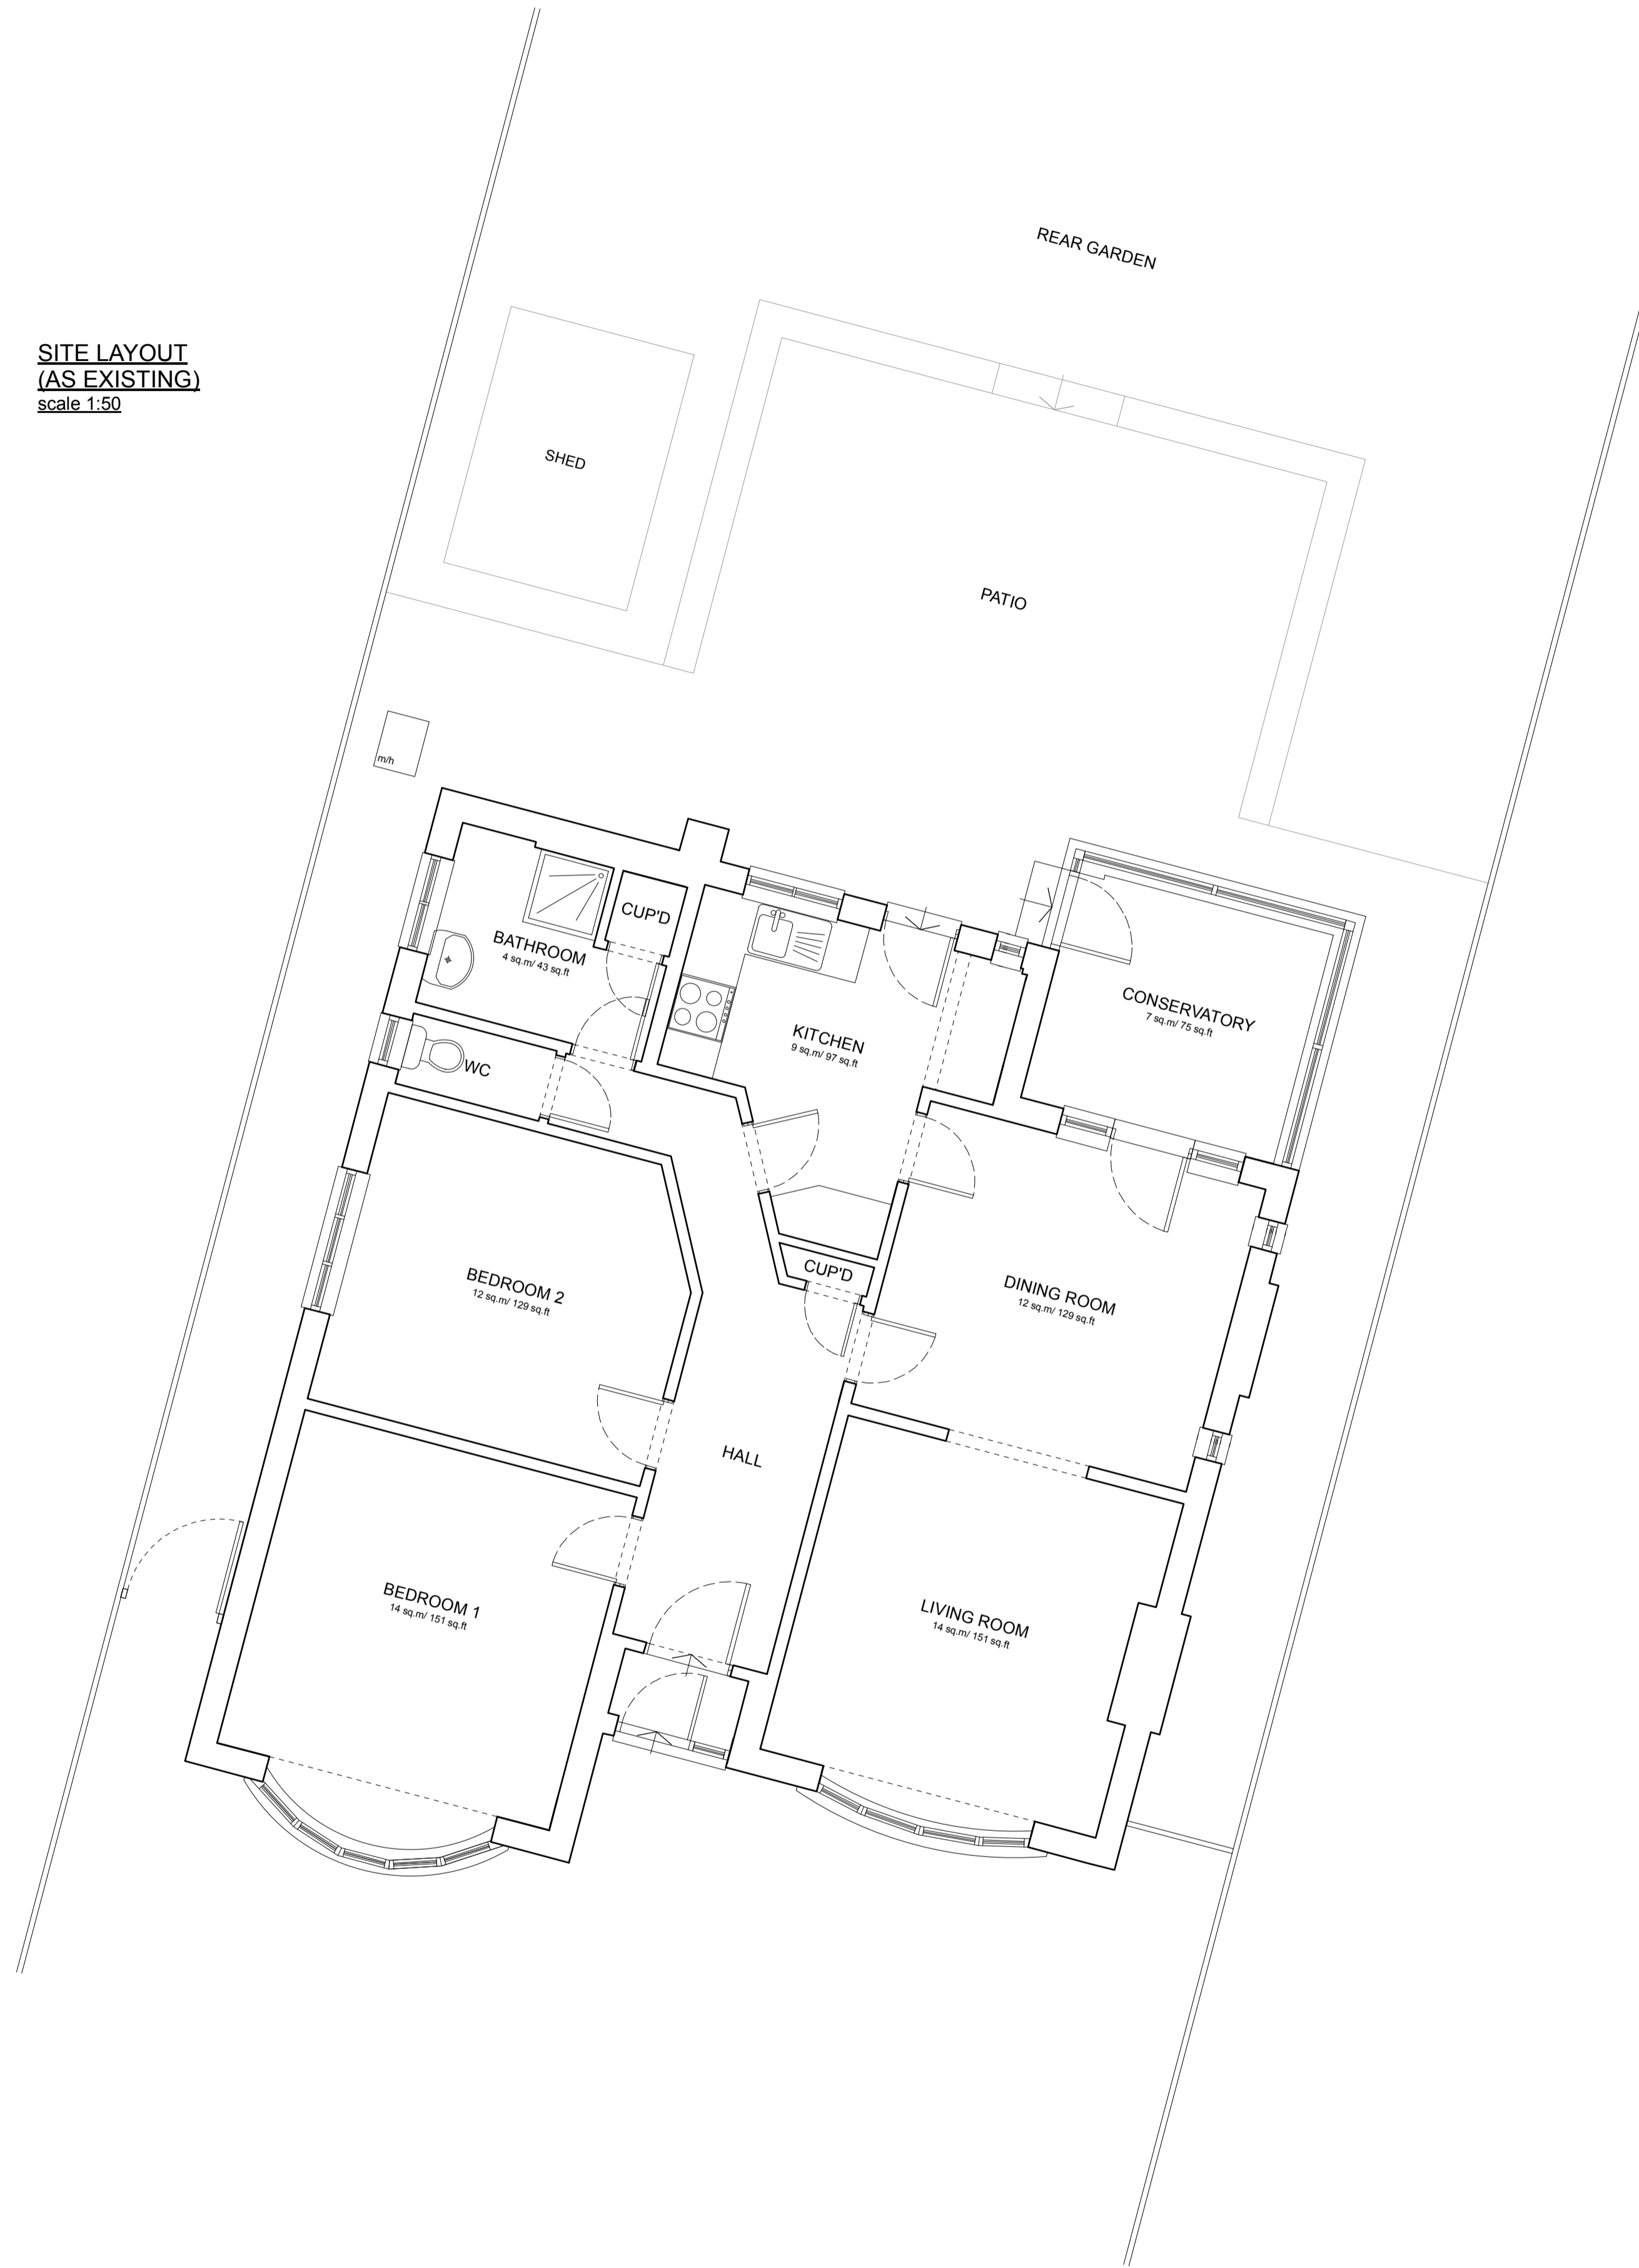 REAR GARDEN
SITE LAYOUT
(AS EXISTING)
scale 1:50
SHED
PATIO
m/h
CUP'D
BATHROOM
4 sq.m/ 43 sq.ft
CONSERVATORY
7 sq.m/ 75 sq.ft
KITCHEN
9 sq.m/ 97 sq.ft
WC
CUP'D
BEDROOM 2
12 sq.m/ 129 sq.ft
DINING ROOM
12 sq.m/ 129 sq.ft
HALL
BEDROOM 1
14 sq.m/ 151 sq.ft
LIVING ROOM
14 sq.m/ 151 sq.ft